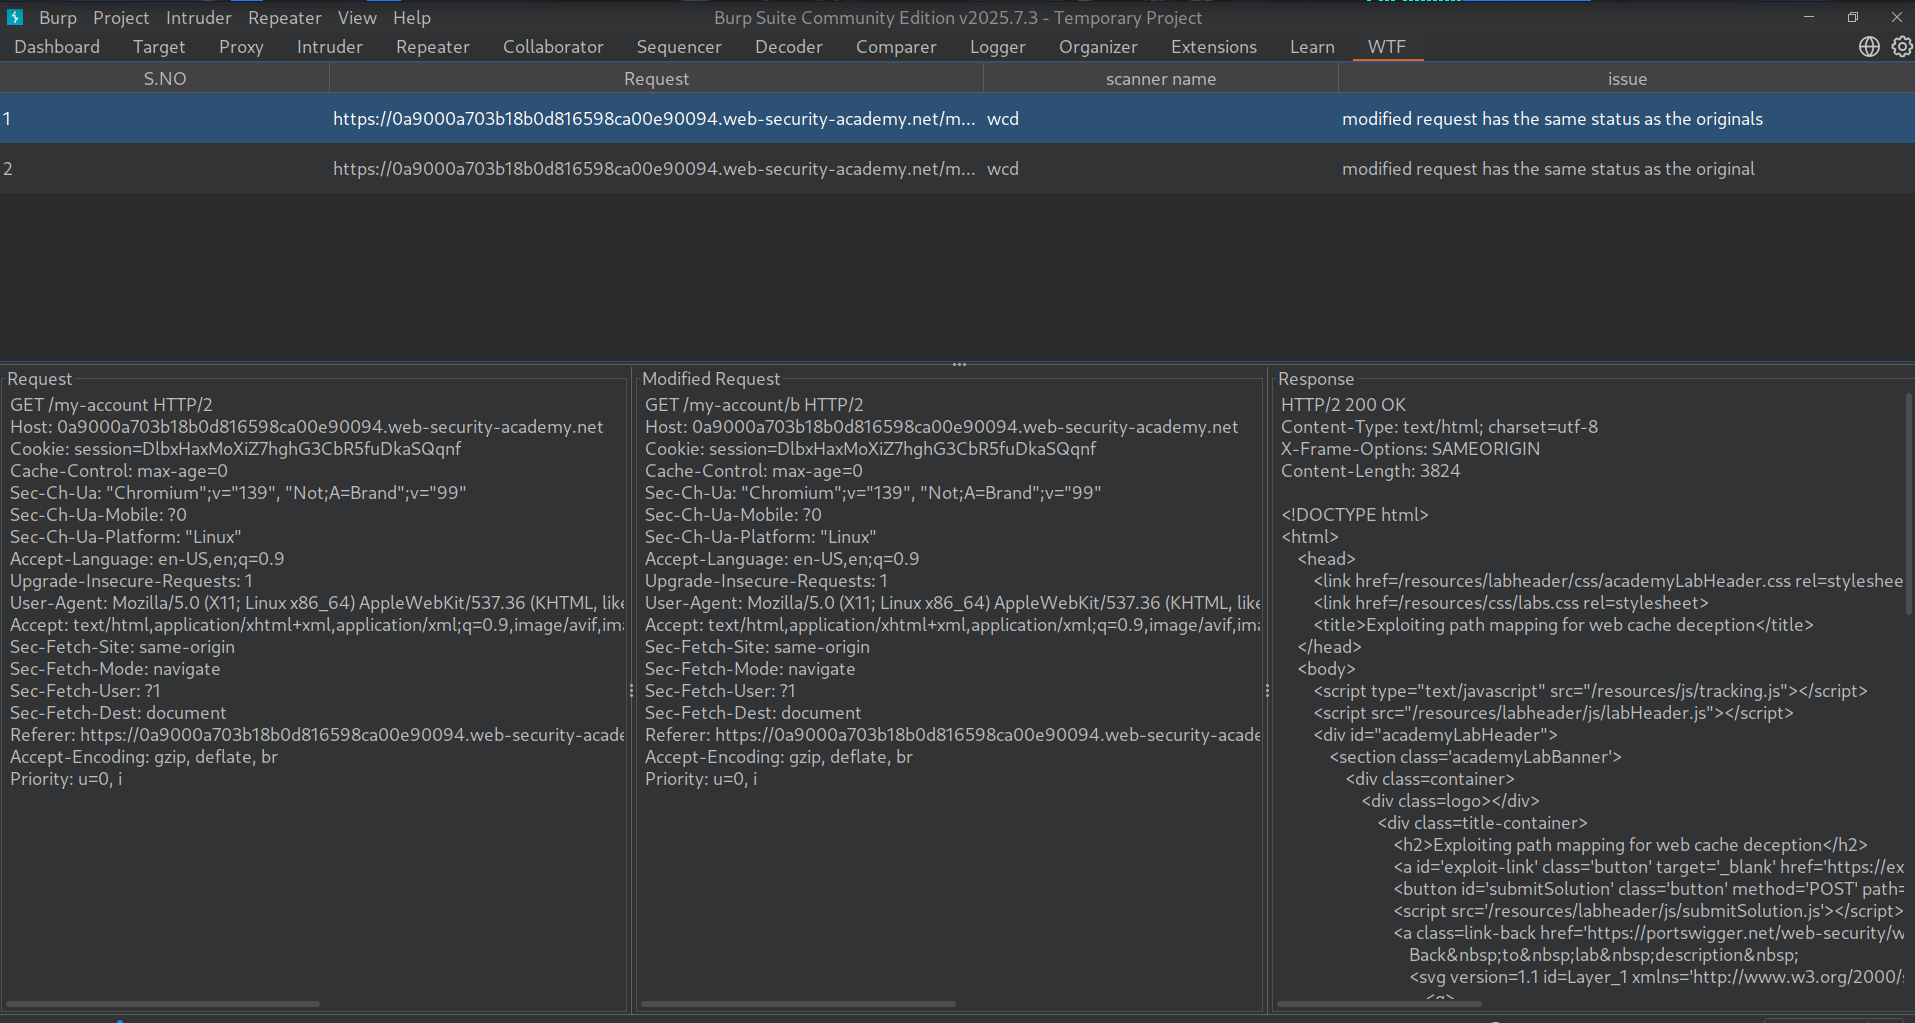 Burp Project Intruder Repeater View Help Burp Suite Community Edition v2025.7.3 - Temporary Project
Dashboard Target Proxy Intruder Repeater Collaborator Sequencer Decoder Comparer Logger Organizer Extensions Learn WTF
S.NO Request scanner name issue
1 https://0a9000a703b18b0d816598ca00e90094.web-security-academy.net/m... wcd modified request has the same status as the originals
2 https://0a9000a703b18b0d816598ca00e90094.web-security-academy.net/m... wcd modified request has the same status as the original
Request
GET /my-account HTTP/2
Host: 0a9000a703b18b0d816598ca00e90094.web-security-academy.net
Cookie: session=DlbxHaxMoXiZ7hghG3CbR5fuDkaSQqnf
Cache-Control: max-age=0
Sec-Ch-Ua: "Chromium";v="139", "Not;A=Brand";v="99"
Sec-Ch-Ua-Mobile: ?0
Sec-Ch-Ua-Platform: "Linux"
Accept-Language: en-US,en;q=0.9
Upgrade-Insecure-Requests: 1
User-Agent: Mozilla/5.0 (X11; Linux x86_64) AppleWebKit/537.36 (KHTML, like
Accept: text/html,application/xhtml+xml,application/xml;q=0.9,image/avif,ima
Sec-Fetch-Site: same-origin
Sec-Fetch-Mode: navigate
Sec-Fetch-User: ?1
Sec-Fetch-Dest: document
Referer: https://0a9000a703b18b0d816598ca00e90094.web-security-acade
Accept-Encoding: gzip, deflate, br
Priority: u=0, i
Modified Request
GET /my-account/b HTTP/2
Host: 0a9000a703b18b0d816598ca00e90094.web-security-academy.net
Cookie: session=DlbxHaxMoXiZ7hghG3CbR5fuDkaSQqnf
Cache-Control: max-age=0
Sec-Ch-Ua: "Chromium";v="139", "Not;A=Brand";v="99"
Sec-Ch-Ua-Mobile: ?0
Sec-Ch-Ua-Platform: "Linux"
Accept-Language: en-US,en;q=0.9
Upgrade-Insecure-Requests: 1
User-Agent: Mozilla/5.0 (X11; Linux x86_64) AppleWebKit/537.36 (KHTML, like
Accept: text/html,application/xhtml+xml,application/xml;q=0.9,image/avif,ima
Sec-Fetch-Site: same-origin
Sec-Fetch-Mode: navigate
Sec-Fetch-User: ?1
Sec-Fetch-Dest: document
Referer: https://0a9000a703b18b0d816598ca00e90094.web-security-acade
Accept-Encoding: gzip, deflate, br
Priority: u=0, i
Response
HTTP/2 200 OK
Content-Type: text/html; charset=utf-8
X-Frame-Options: SAMEORIGIN
Content-Length: 3824
<!DOCTYPE html>
<html>
<head>
<link href=/resources/labheader/css/academyLabHeader.css rel=styleshee
<link href=/resources/css/labs.css rel=stylesheet>
<title>Exploiting path mapping for web cache deception</title>
</head>
<body>
<script type="text/javascript" src="/resources/js/tracking.js"></script>
<script src="/resources/labheader/js/labHeader.js"></script>
<div id="academyLabHeader">
<section class='academyLabBanner'>
<div class=container>
<div class=logo></div>
<div class=title-container>
<h2>Exploiting path mapping for web cache deception</h2>
<a id='exploit-link' class='button' target='_blank' href='https://ex
<button id='submitSolution' class='button' method='POST' path=
<script src='/resources/labheader/js/submitSolution.js'></script>
<a class=link-back href='https://portswigger.net/web-security/w
Back&nbsp;to&nbsp;lab&nbsp;description&nbsp;
<svg version=1.1 id=Layer_1 xmlns='http://www.w3.org/2000/